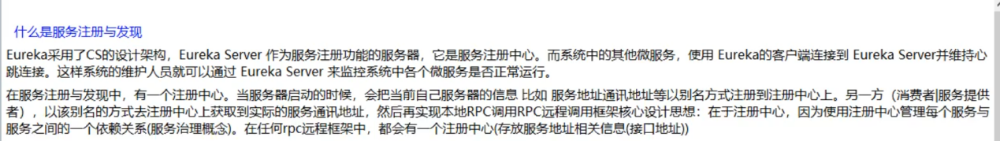 什么是服务注册与发现
Eureka采用了CS的设计架构，Eureka Server 作为服务注册功能的服务器，它是服务注册中心。而系统中的其他微服务，使用 Eureka的客户端连接到 Eureka Server并维持心
跳连接。这样系统的维护人员就可以通过 Eureka Server 来监控系统中各个微服务是否正常运行。
在服务注册与发现中，有一个注册中心。当服务器启动的时候，会把当前自己服务器的信息 比如 服务地址通讯地址等以别名方式注册到注册中心上。另一方（消费者|服务提供
者），以该别名的方式去注册中心上获取到实际的服务通讯地址，然后再实现本地RPC调用RPC远程调用框架核心设计思想：在于注册中心，因为使用注册中心管理每个服务与
服务之间的一个依赖关系(服务治理概念)。在任何rpc远程框架中，都会有一个注册中心(存放服务地址相关信息(接口地址))